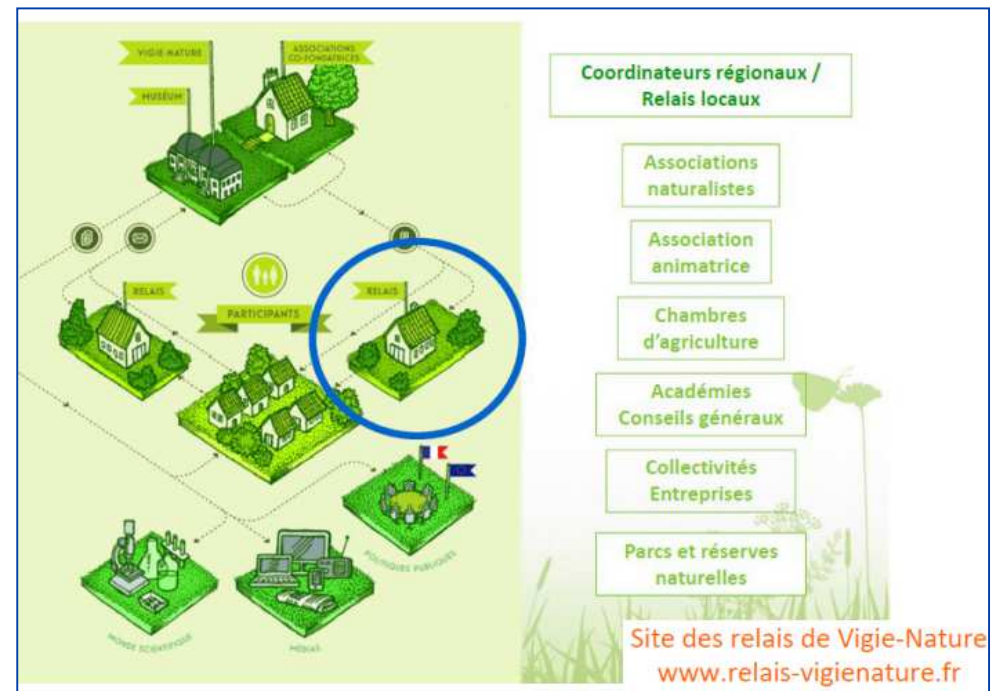 VIGIE-NATURE
ASSOCIATIONS
CO-FONDATRICES
MUSÉUM
RELAIS
RELAIS
PARTICIPANTS
POLITIQUES PUBLIQUES
MONDE SCIENTIFIQUE
MÉDIAS
Coordinateurs régionaux /
Relais locaux
Associations
naturalistes
Association
animatrice
Chambres
d'agriculture
Académies
Conseils généraux
Collectivités
Entreprises
Parcs et réserves
naturelles
Site des relais de Vigie-Nature
www.relais-vigienature.fr